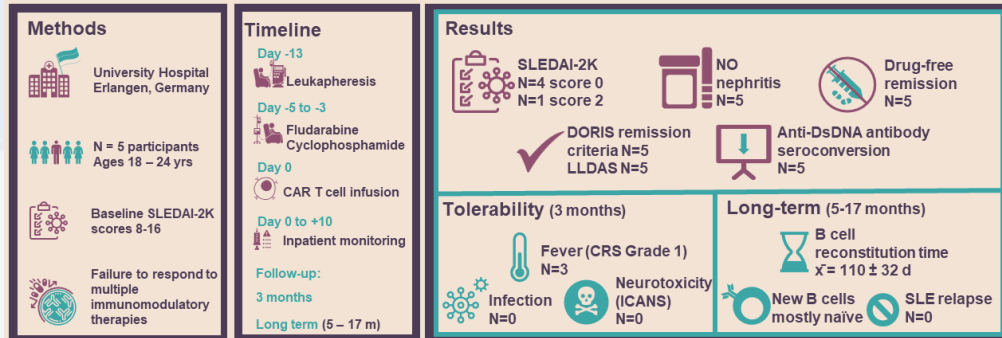 Methods
University Hospital
Erlangen, Germany
N = 5 participants
Ages 18 – 24 yrs
Baseline SLEDAI-2K
scores 8-16
Failure to respond to
multiple
immunomodulatory
therapies
Timeline
Day -13
Leukapheresis
Day -5 to -3
Fludarabine
Cyclophosphamide
Day 0
CAR T cell infusion
Day 0 to +10
Inpatient monitoring
Follow-up:
3 months
Long term (5 – 17 m)
Results
SLEDAI-2K
N=4 score 0
N=1 score 2
NO
nephritis
N=5
Drug-free
remission
N=5
DORIS remission
criteria N=5
LLDAS N=5
Anti-DsDNA antibody
seroconversion
N=5
Tolerability (3 months)
Fever (CRS Grade 1)
N=3
Infection
N=0
Neurotoxicity
(ICANS)
N=0
Long-term (5-17 months)
B cell
reconstitution time
x̄ = 110 ± 32 d
New B cells
mostly naïve
SLE relapse
N=0